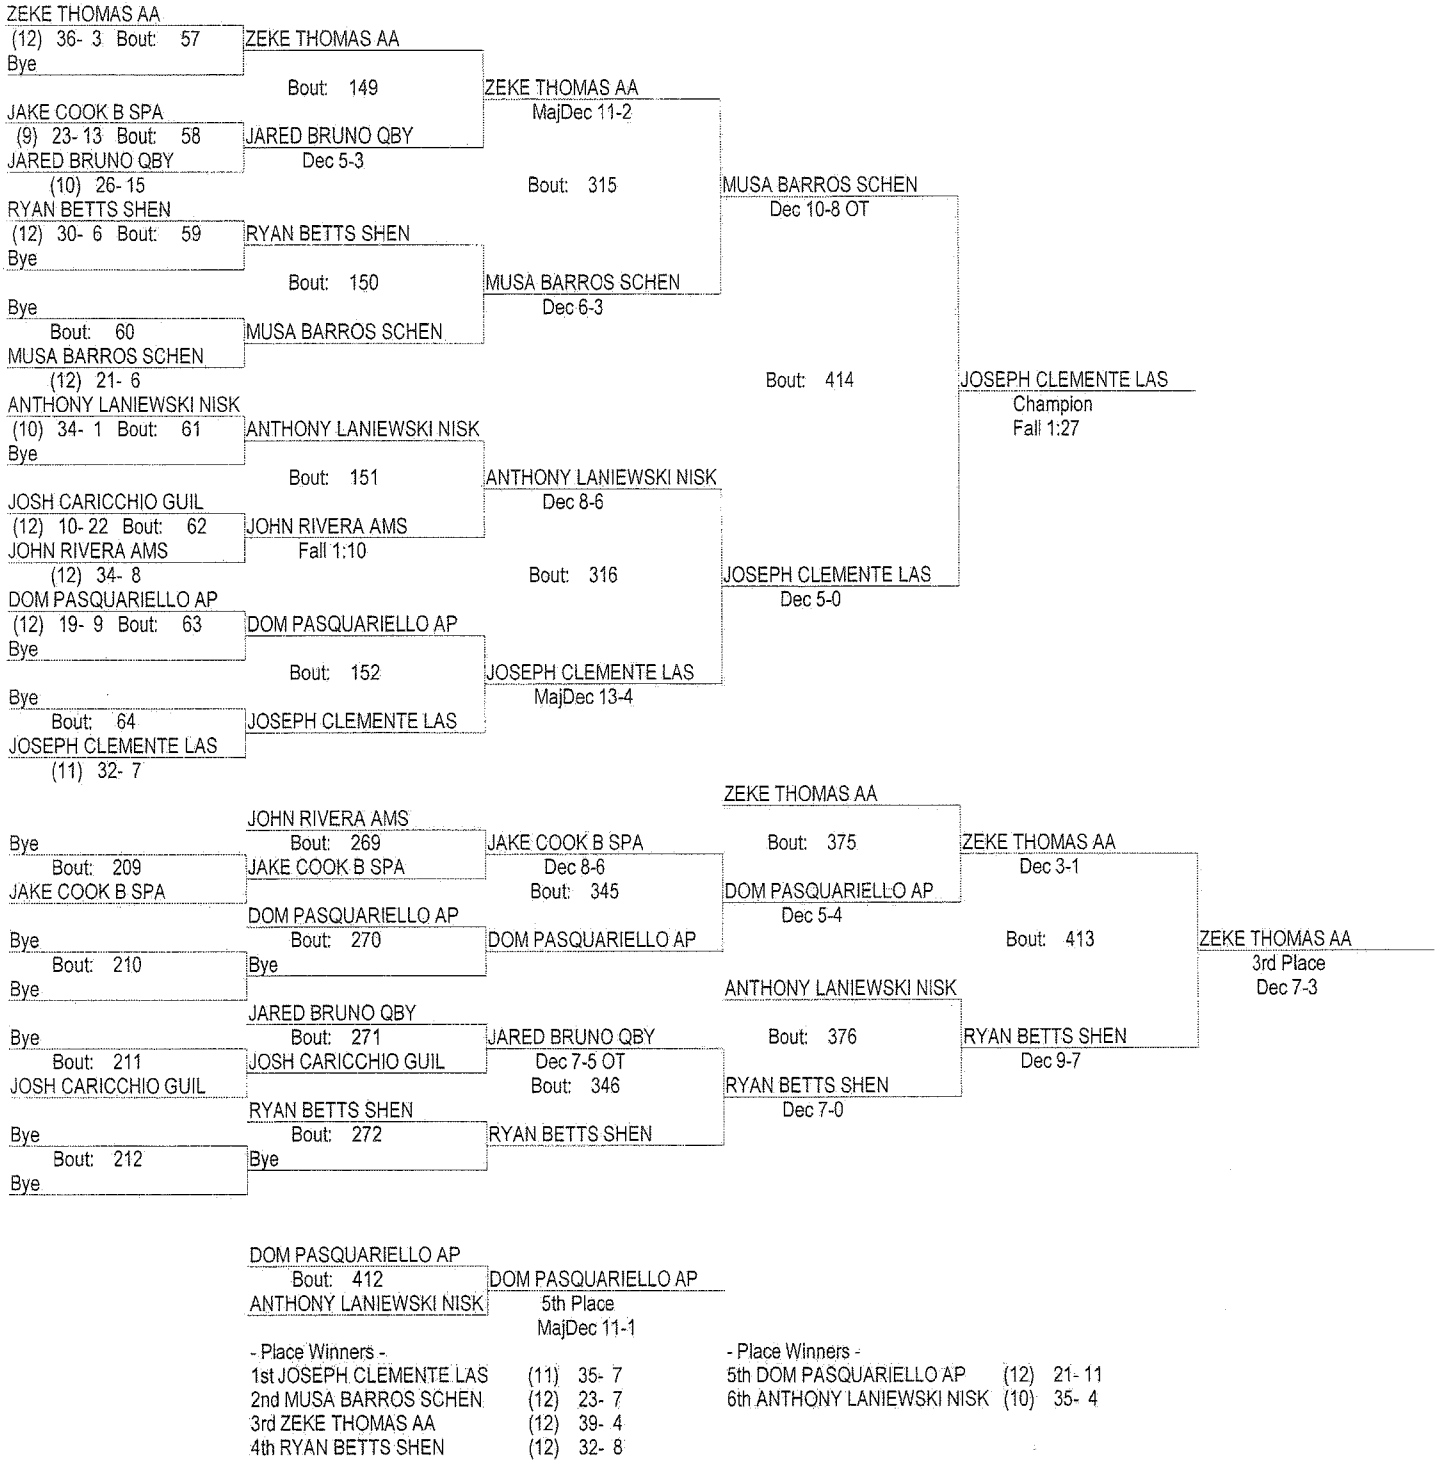 ZEKE THOMAS AA
(12) 36- 3 Bout: 57
Bye
ZEKE THOMAS AA
Bout: 149
JAKE COOK B SPA
(9) 23- 13 Bout: 58
JARED BRUNO QBY
(10) 26- 15
JARED BRUNO QBY
Dec 5-3
ZEKE THOMAS AA
MajDec 11-2
Bout: 315
RYAN BETTS SHEN
(12) 30- 6 Bout: 59
Bye
RYAN BETTS SHEN
Bout: 150
Bye
Bout: 60
MUSA BARROS SCHEN
(12) 21- 6
MUSA BARROS SCHEN
MUSA BARROS SCHEN
Dec 6-3
MUSA BARROS SCHEN
Dec 10-8 OT
Bout: 414
JOSEPH CLEMENTE LAS
Champion
Fall 1:27
ANTHONY LANIEWSKI NISK
(10) 34- 1 Bout: 61
Bye
ANTHONY LANIEWSKI NISK
Bout: 151
JOSH CARICCHIO GUIL
(12) 10- 22 Bout: 62
JOHN RIVERA AMS
(12) 34- 8
JOHN RIVERA AMS
Fall 1:10
ANTHONY LANIEWSKI NISK
Dec 8-6
Bout: 316
DOM PASQUARIELLO AP
(12) 19- 9 Bout: 63
Bye
DOM PASQUARIELLO AP
Bout: 152
Bye
Bout: 64
JOSEPH CLEMENTE LAS
(11) 32- 7
JOSEPH CLEMENTE LAS
JOSEPH CLEMENTE LAS
MajDec 13-4
JOSEPH CLEMENTE LAS
Dec 5-0
Bye
Bout: 209
JAKE COOK B SPA
JOHN RIVERA AMS
Bout: 269
JAKE COOK B SPA
JAKE COOK B SPA
Dec 8-6
Bout: 345
Bye
Bout: 210
Bye
DOM PASQUARIELLO AP
Bout: 270
Bye
DOM PASQUARIELLO AP
ZEKE THOMAS AA
Bout: 375
DOM PASQUARIELLO AP
Dec 5-4
ZEKE THOMAS AA
Dec 3-1
Bout: 413
ZEKE THOMAS AA
3rd Place
Dec 7-3
Bye
Bout: 211
JOSH CARICCHIO GUIL
JARED BRUNO QBY
Bout: 271
JOSH CARICCHIO GUIL
JARED BRUNO QBY
Dec 7-5 OT
Bout: 346
Bye
Bout: 212
Bye
RYAN BETTS SHEN
Bout: 272
Bye
RYAN BETTS SHEN
ANTHONY LANIEWSKI NISK
Bout: 376
RYAN BETTS SHEN
Dec 7-0
RYAN BETTS SHEN
Dec 9-7
DOM PASQUARIELLO AP
Bout: 412
ANTHONY LANIEWSKI NISK
DOM PASQUARIELLO AP
5th Place
MajDec 11-1
- Place Winners -
1st JOSEPH CLEMENTE LAS (11) 35- 7
2nd MUSA BARROS SCHEN (12) 23- 7
3rd ZEKE THOMAS AA (12) 39- 4
4th RYAN BETTS SHEN (12) 32- 8
- Place Winners -
5th DOM PASQUARIELLO AP (12) 21- 11
6th ANTHONY LANIEWSKI NISK (10) 35- 4